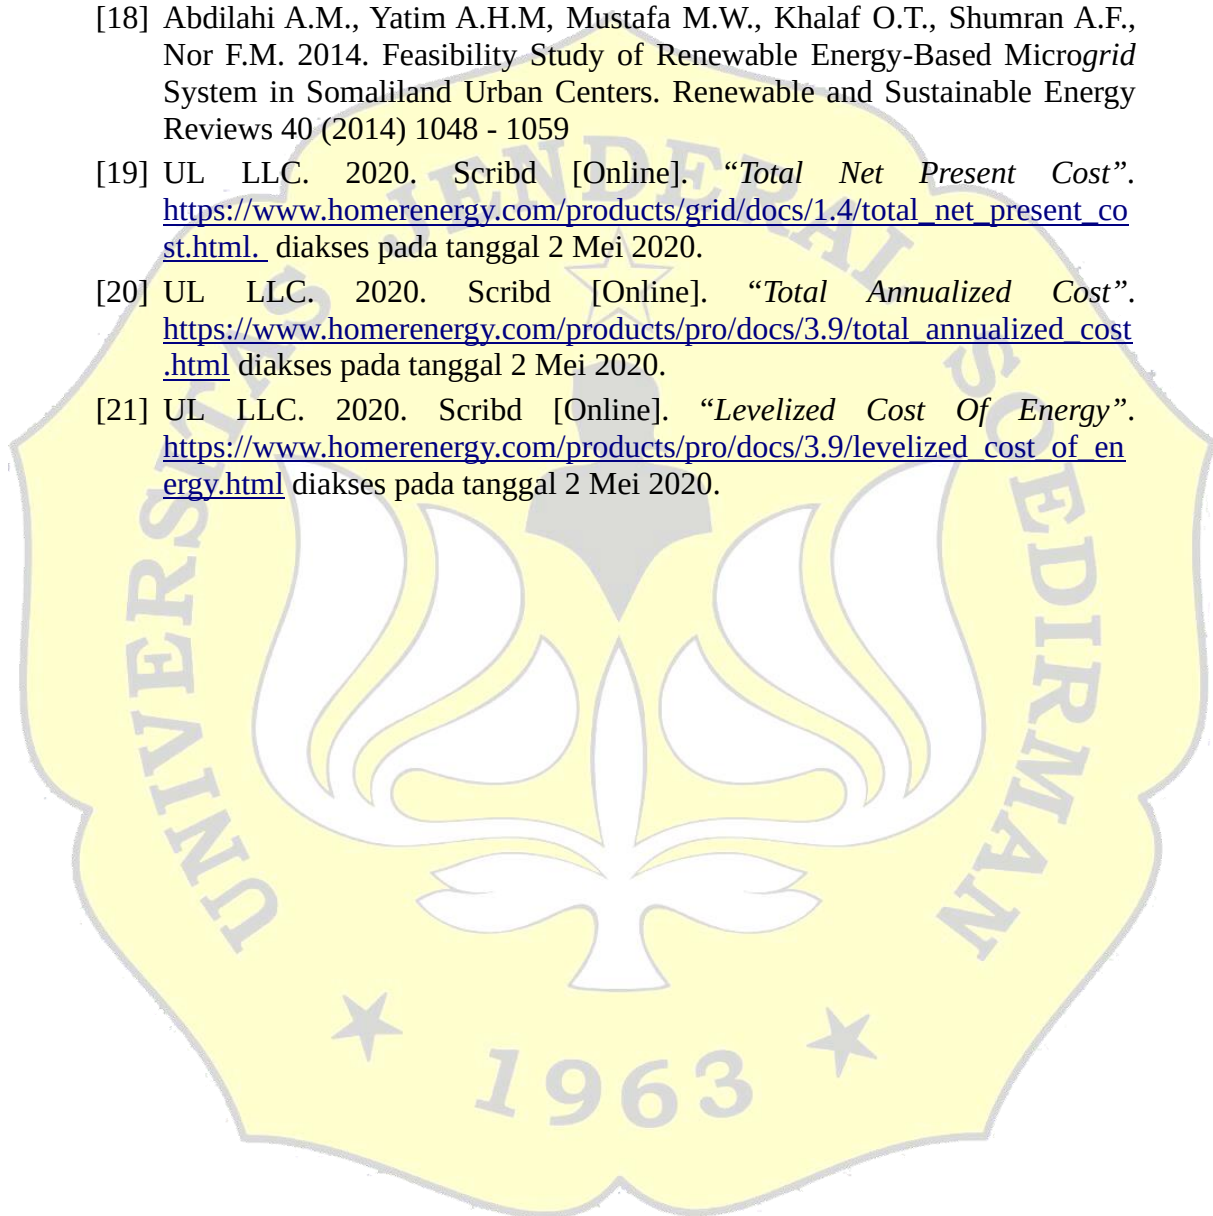 [18] Abdilahi A.M., Yatim A.H.M, Mustafa M.W., Khalaf O.T., Shumran A.F.,
Nor F.M. 2014. Feasibility Study of Renewable Energy-Based Microgrid
System in Somaliland Urban Centers. Renewable and Sustainable Energy
Reviews 40 (2014) 1048 - 1059
[19] UL LLC. 2020. Scribd [Online]. “Total Net Present Cost”.
https://www.homerenergy.com/products/grid/docs/1.4/total_net_present_co
st.html. diakses pada tanggal 2 Mei 2020.
[20] UL LLC. 2020. Scribd [Online]. “Total Annualized Cost”.
https://www.homerenergy.com/products/pro/docs/3.9/total_annualized_cost
.html diakses pada tanggal 2 Mei 2020.
[21] UL LLC. 2020. Scribd [Online]. “Levelized Cost Of Energy”.
https://www.homerenergy.com/products/pro/docs/3.9/levelized_cost_of_en
ergy.html diakses pada tanggal 2 Mei 2020.
UNIVERSITAS JENDERAL SOEDIRMAN
1963